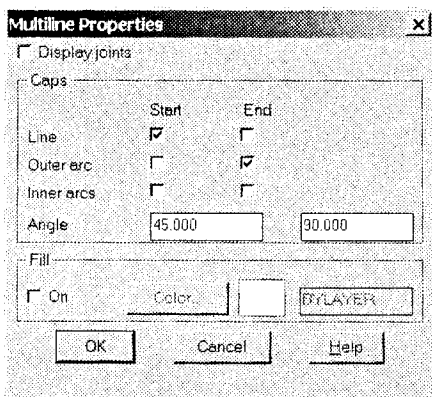 Multiline Properties
Display joints
Caps
Start End
Line
Outer arc
Inner arcs
Angle 45.000 90.000
Fill
On Color... BYLAYER
OK Cancel Help